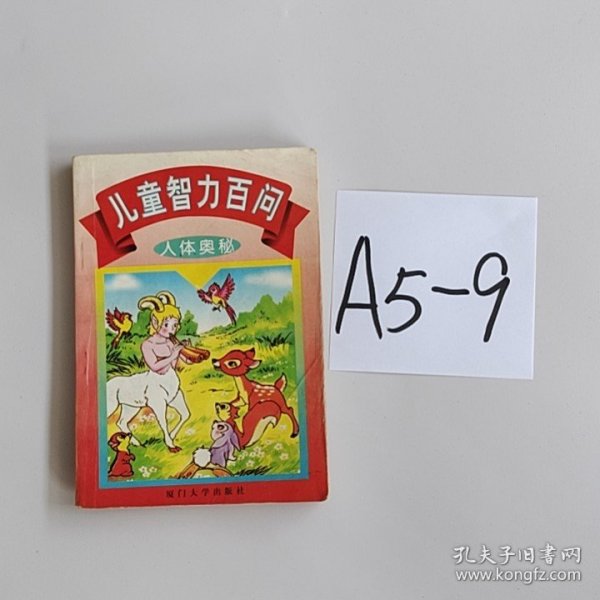 儿童智力百问
人体奥秘
厦门大学出版社
A5-9
孔夫子旧书网
www.kongfz.com